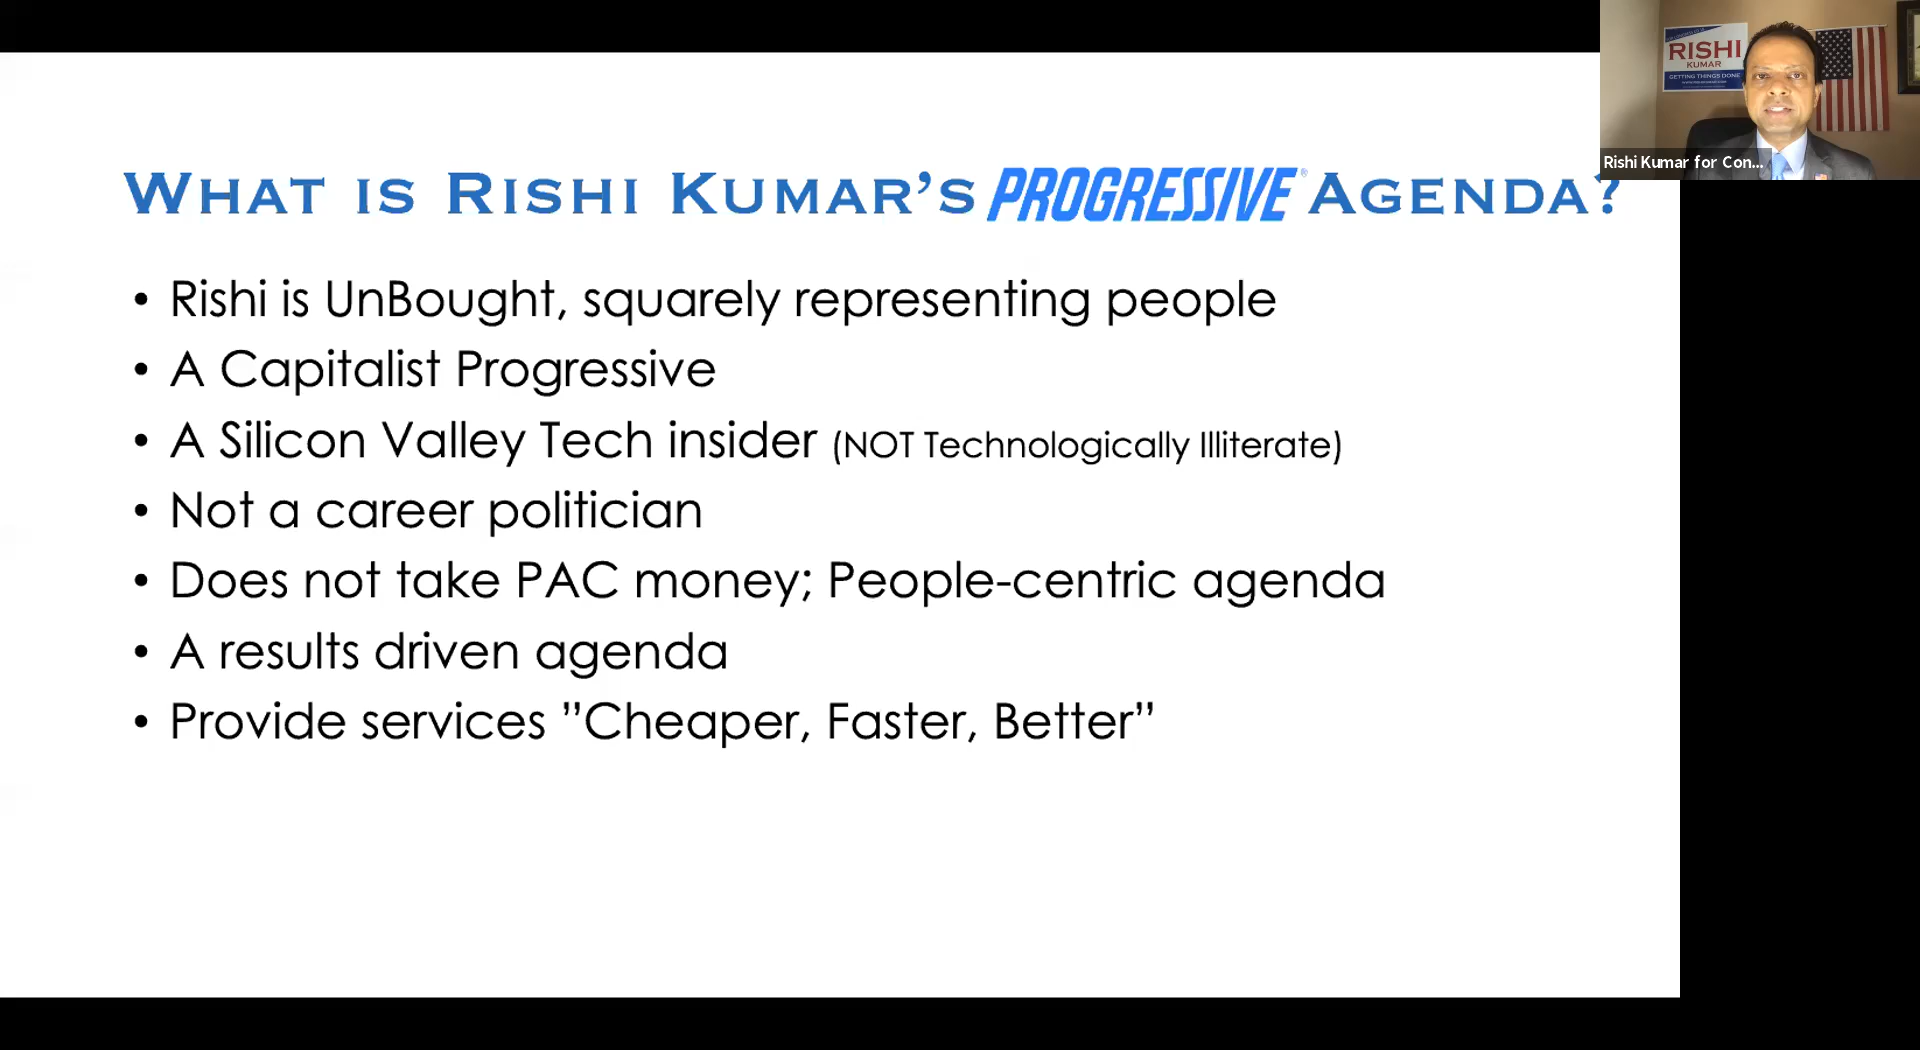 What is Rishi Kumar’s PROGRESSIVE® Agenda?
• Rishi is UnBought, squarely representing people
• A Capitalist Progressive
• A Silicon Valley Tech insider (NOT Technologically Illiterate)
• Not a career politician
• Does not take PAC money; People-centric agenda
• A results driven agenda
• Provide services ”Cheaper, Faster, Better”
RISHI
KUMAR
GETTING THINGS DONE
Rishi Kumar for Con...